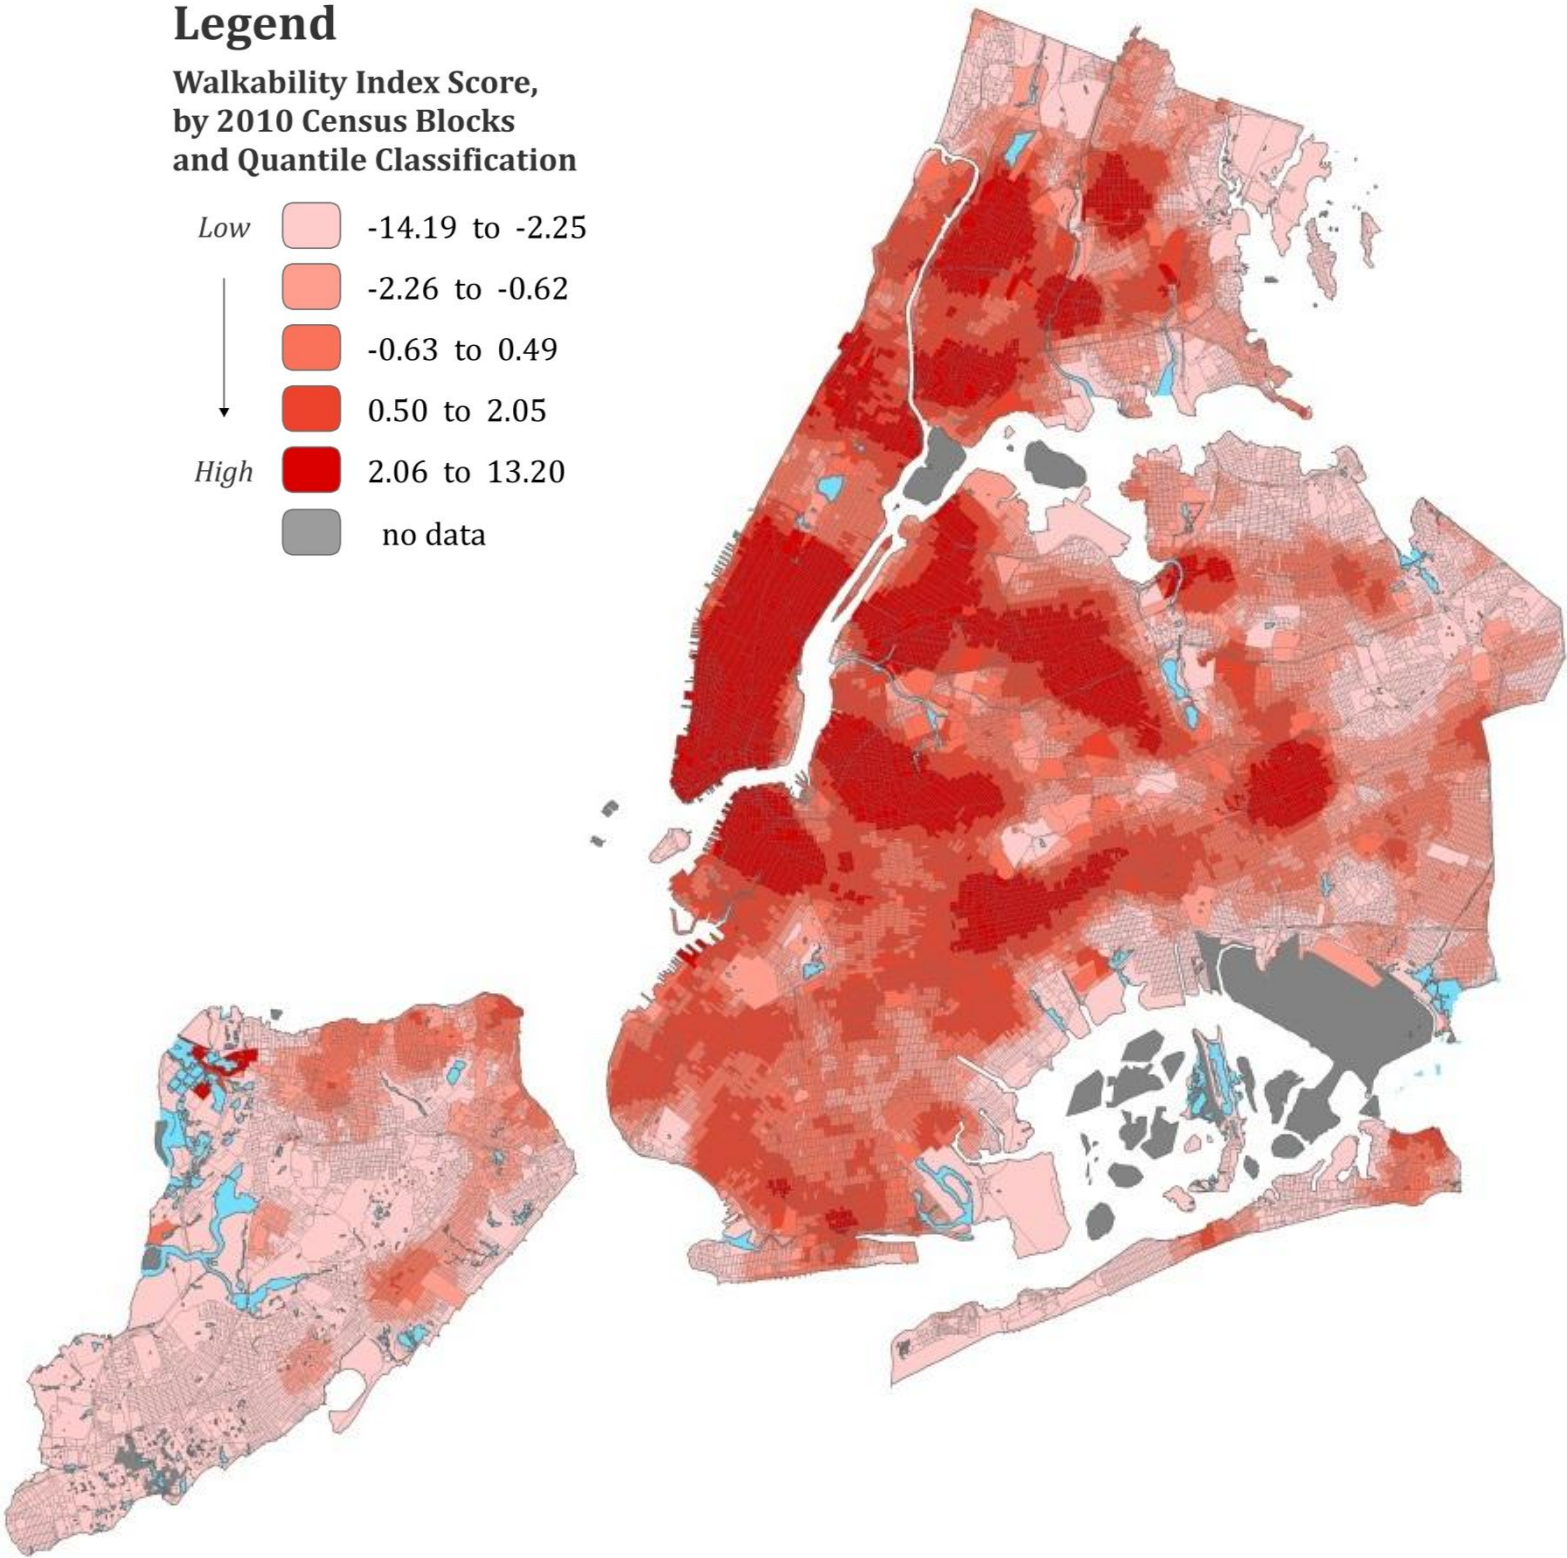 Legend
Walkability Index Score,
by 2010 Census Blocks
and Quantile Classification
Low -14.19 to -2.25
-2.26 to -0.62
-0.63 to 0.49
0.50 to 2.05
High 2.06 to 13.20
no data